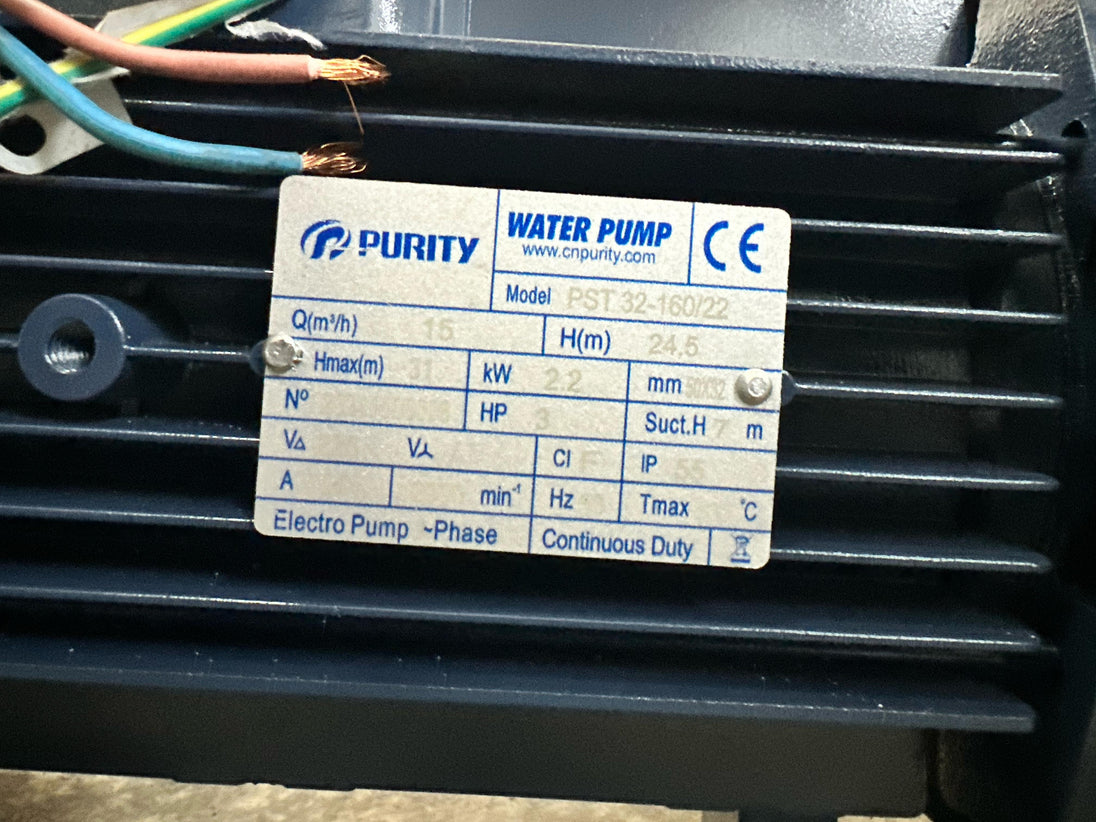 PURITY
WATER PUMP
www.cnpurity.com
CE
Model PST 32-160/22
Q(m³/h) 15 H(m) 24.5
Hmax(m) 31 kW 2.2 mm 50X32
Nº HP 3 Suct.H 7 m
V△ V⅄ Cl F IP 55
A min⁻¹ Hz Tmax °C
Electro Pump ~Phase Continuous Duty